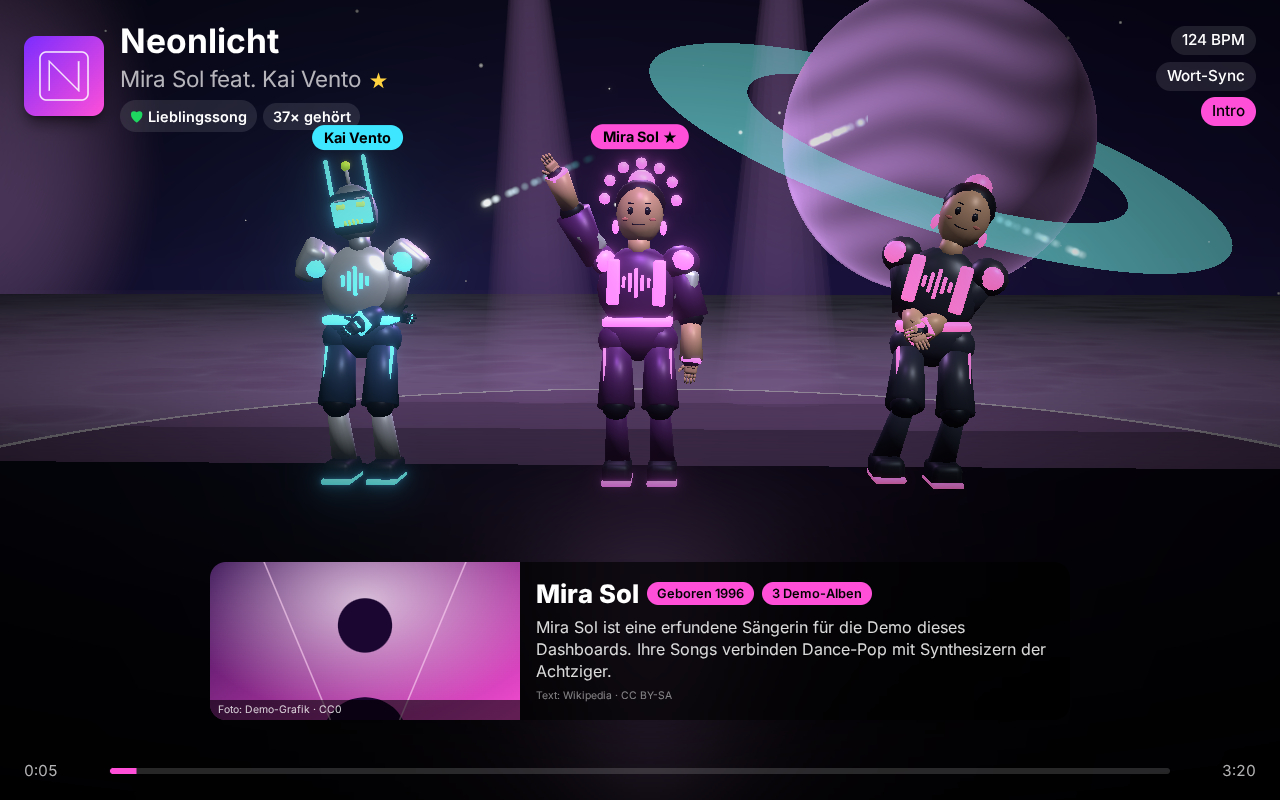 Neonlicht
Mira Sol feat. Kai Vento ★
Lieblingssong
37× gehört
124 BPM
Wort-Sync
Intro
Kai Vento
Mira Sol ★
Mira Sol
Geboren 1996
3 Demo-Alben
Mira Sol ist eine erfundene Sängerin für die Demo dieses
Dashboards. Ihre Songs verbinden Dance-Pop mit Synthesizern der
Achtziger.
Text: Wikipedia · CC BY-SA
Foto: Demo-Grafik · CC0
0:05
3:20